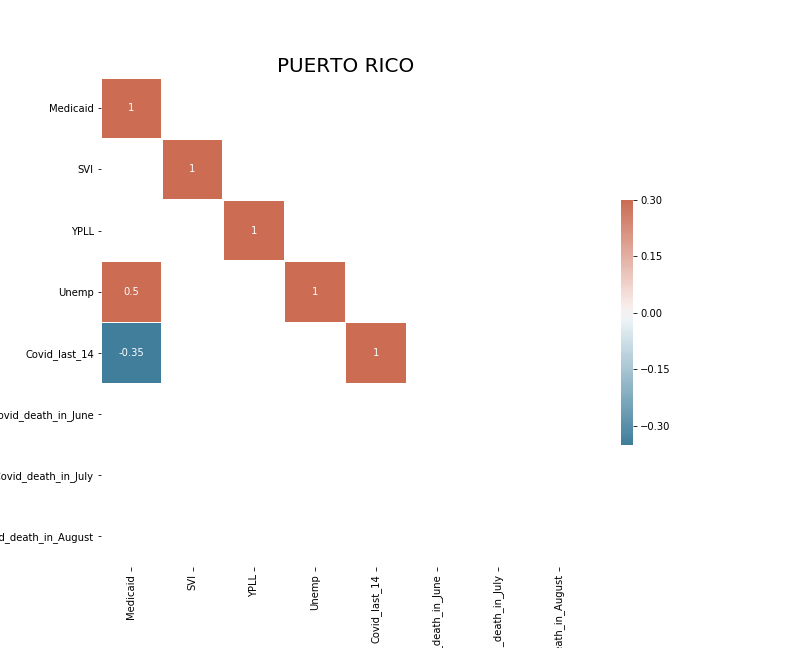 PUERTO RICO
Medicaid
1
SVI
1
YPLL
1
Unemp
0.5
1
Covid_last_14
-0.35
1
ovid_death_in_June
ovid_death_in_July
d_death_in_August
Medicaid
SVI
YPLL
Unemp
Covid_last_14
_death_in_June
_death_in_July
eath_in_August
0.30
0.15
0.00
−0.15
−0.30